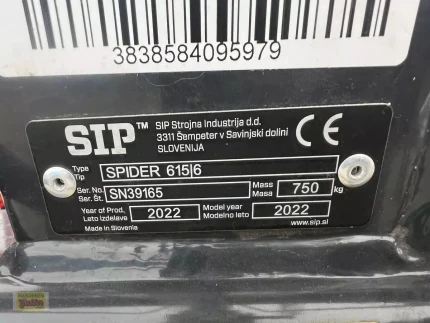 3838584095979
SIP™ SIP Strojna Industrija d.d.
3311 Šempeter v Savinjski dolini
SLOVENIJA
CE
Type
Tip
SPIDER 615|6
Ser. No.
Ser. Št.
SN39165
Mass
Masa
750 kg
Year of Prod.
Leto izdelave
2022
Model year
Modelno leto
2022
Made in Slovenia
www.sip.si